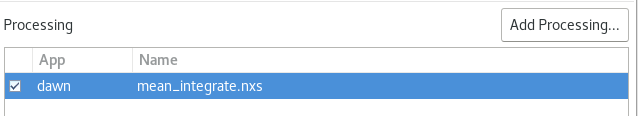 Processing Add Processing...
App Name
dawn mean_integrate.nxs